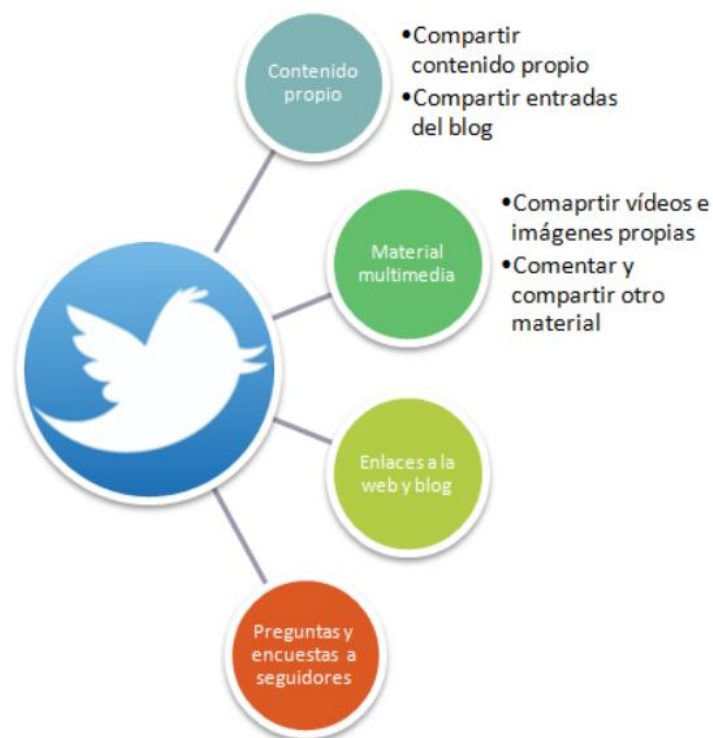 Contenido
propio
•Compartir
contenido propio
•Compartir entradas
del blog
Material
multimedia
•Comaprtir vídeos e
imágenes propias
•Comentar y
compartir otro
material
Enlaces a la
web y blog
Preguntas y
encuestas a
seguidores